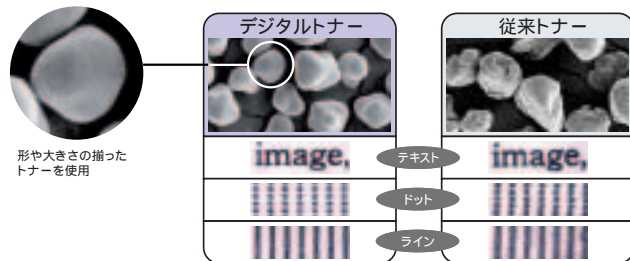 デジタルトナー
従来トナー
形や大きさの揃った
トナーを使用
image,
テキスト
image,
ドット
ライン